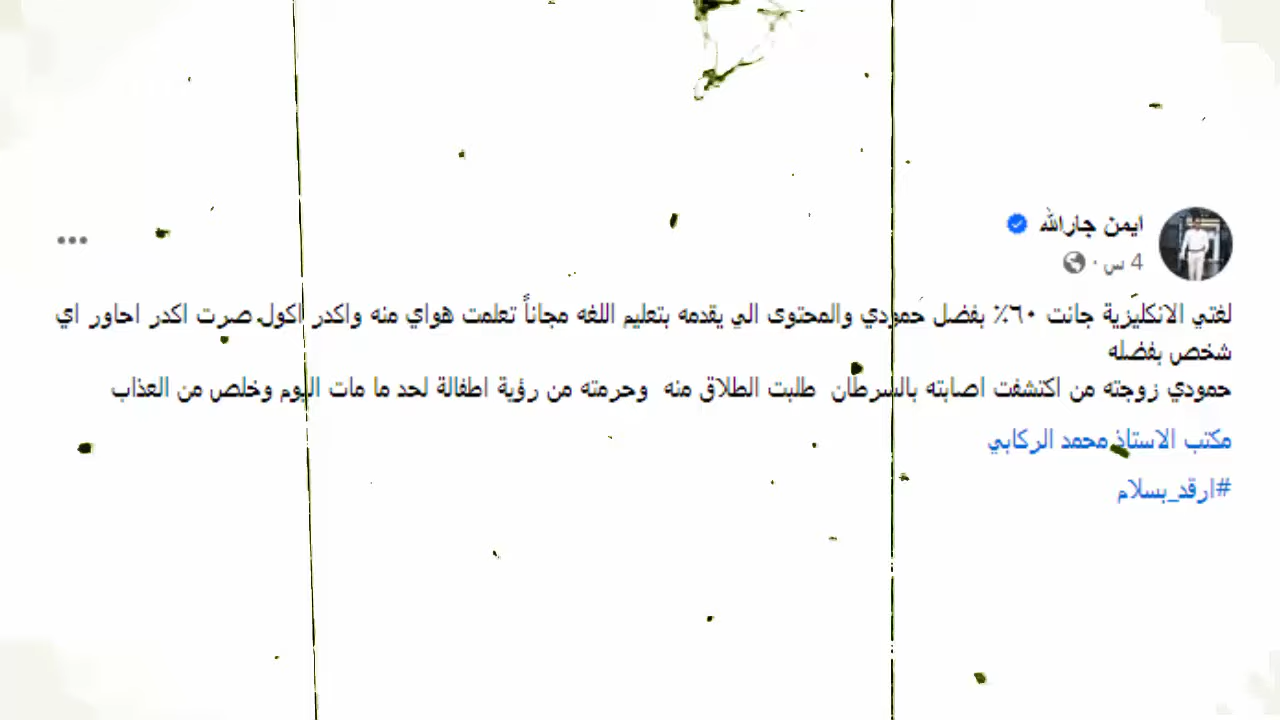 ايمن جارالله
4 س ·
لغتي الانكليزية جانت ٦٠٪ بفضل حمودي والمحتوى الي يقدمه بتعليم اللغه مجاناً تعلمت هواي منه واكدر اكول صرت اكدر احاور اي
شخص بفضله
حمودي زوجته من اكتشفت اصابته بالسرطان طلبت الطلاق منه وحرمته من رؤية اطفالة لحد ما مات اليوم وخلص من العذاب
مكتب الاستاذ محمد الركابي
#ارقد_بسلام